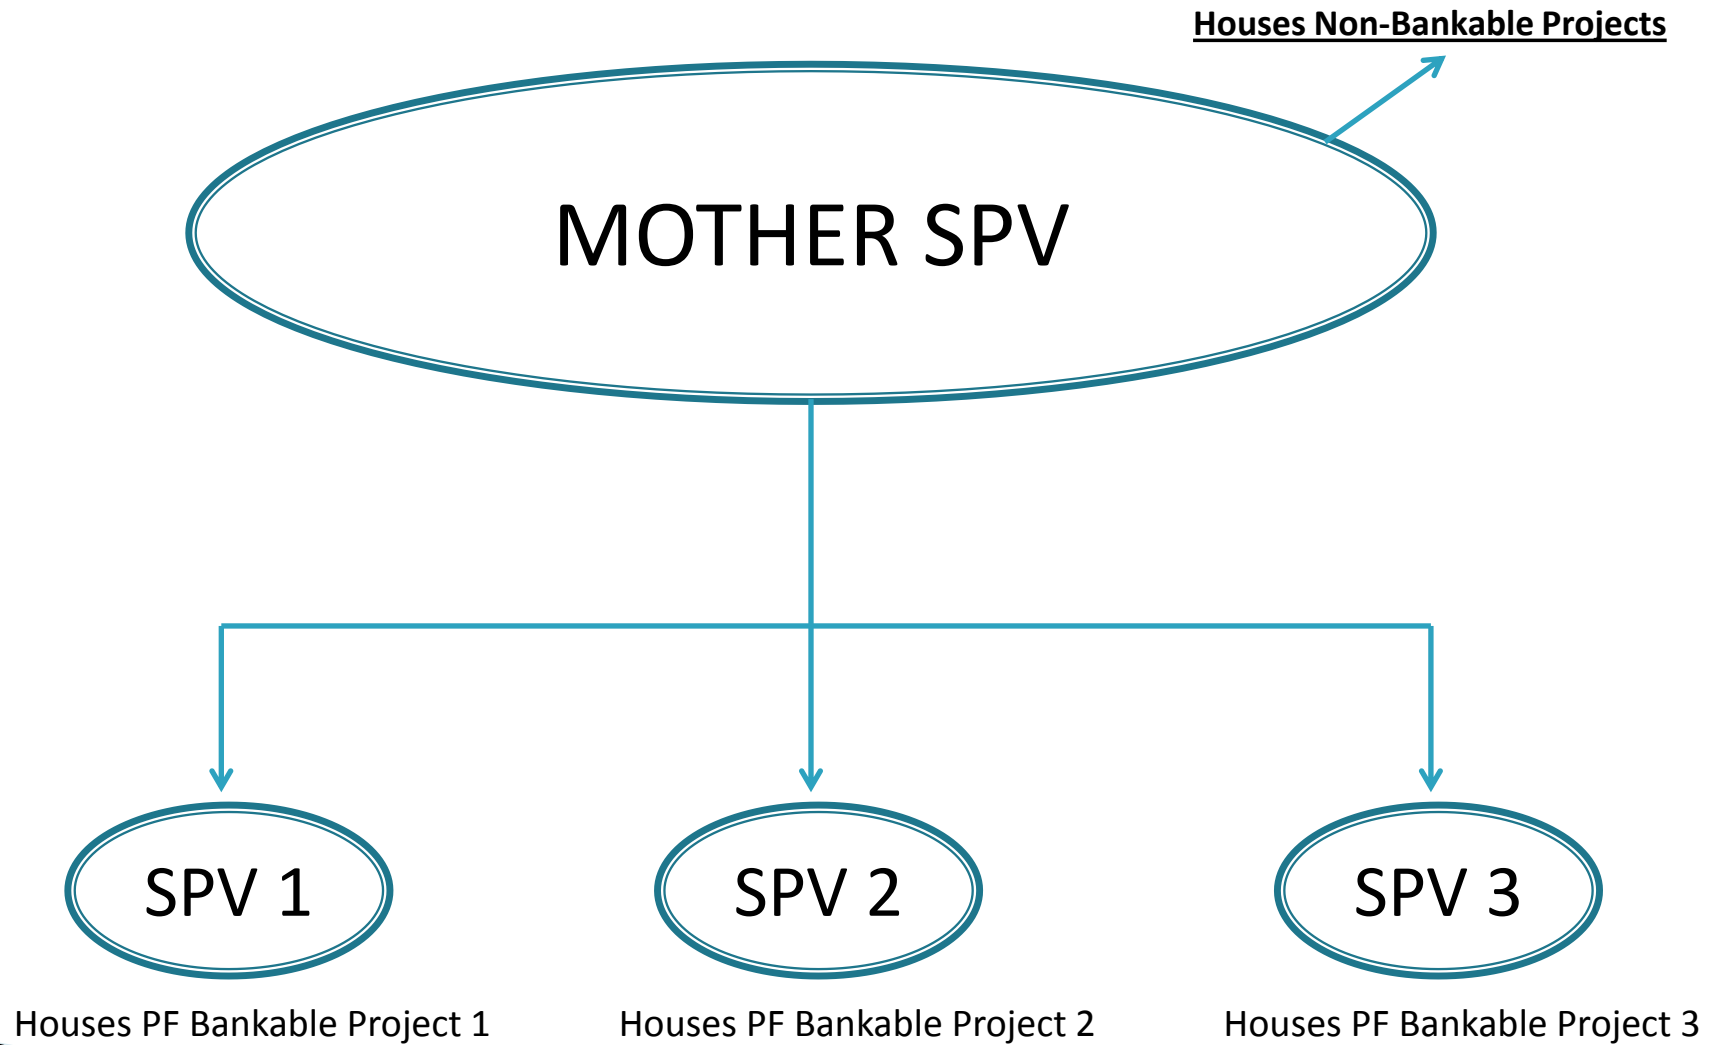 Houses Non-Bankable Projects
MOTHER SPV
SPV 1
SPV 2
SPV 3
Houses PF Bankable Project 1
Houses PF Bankable Project 2
Houses PF Bankable Project 3